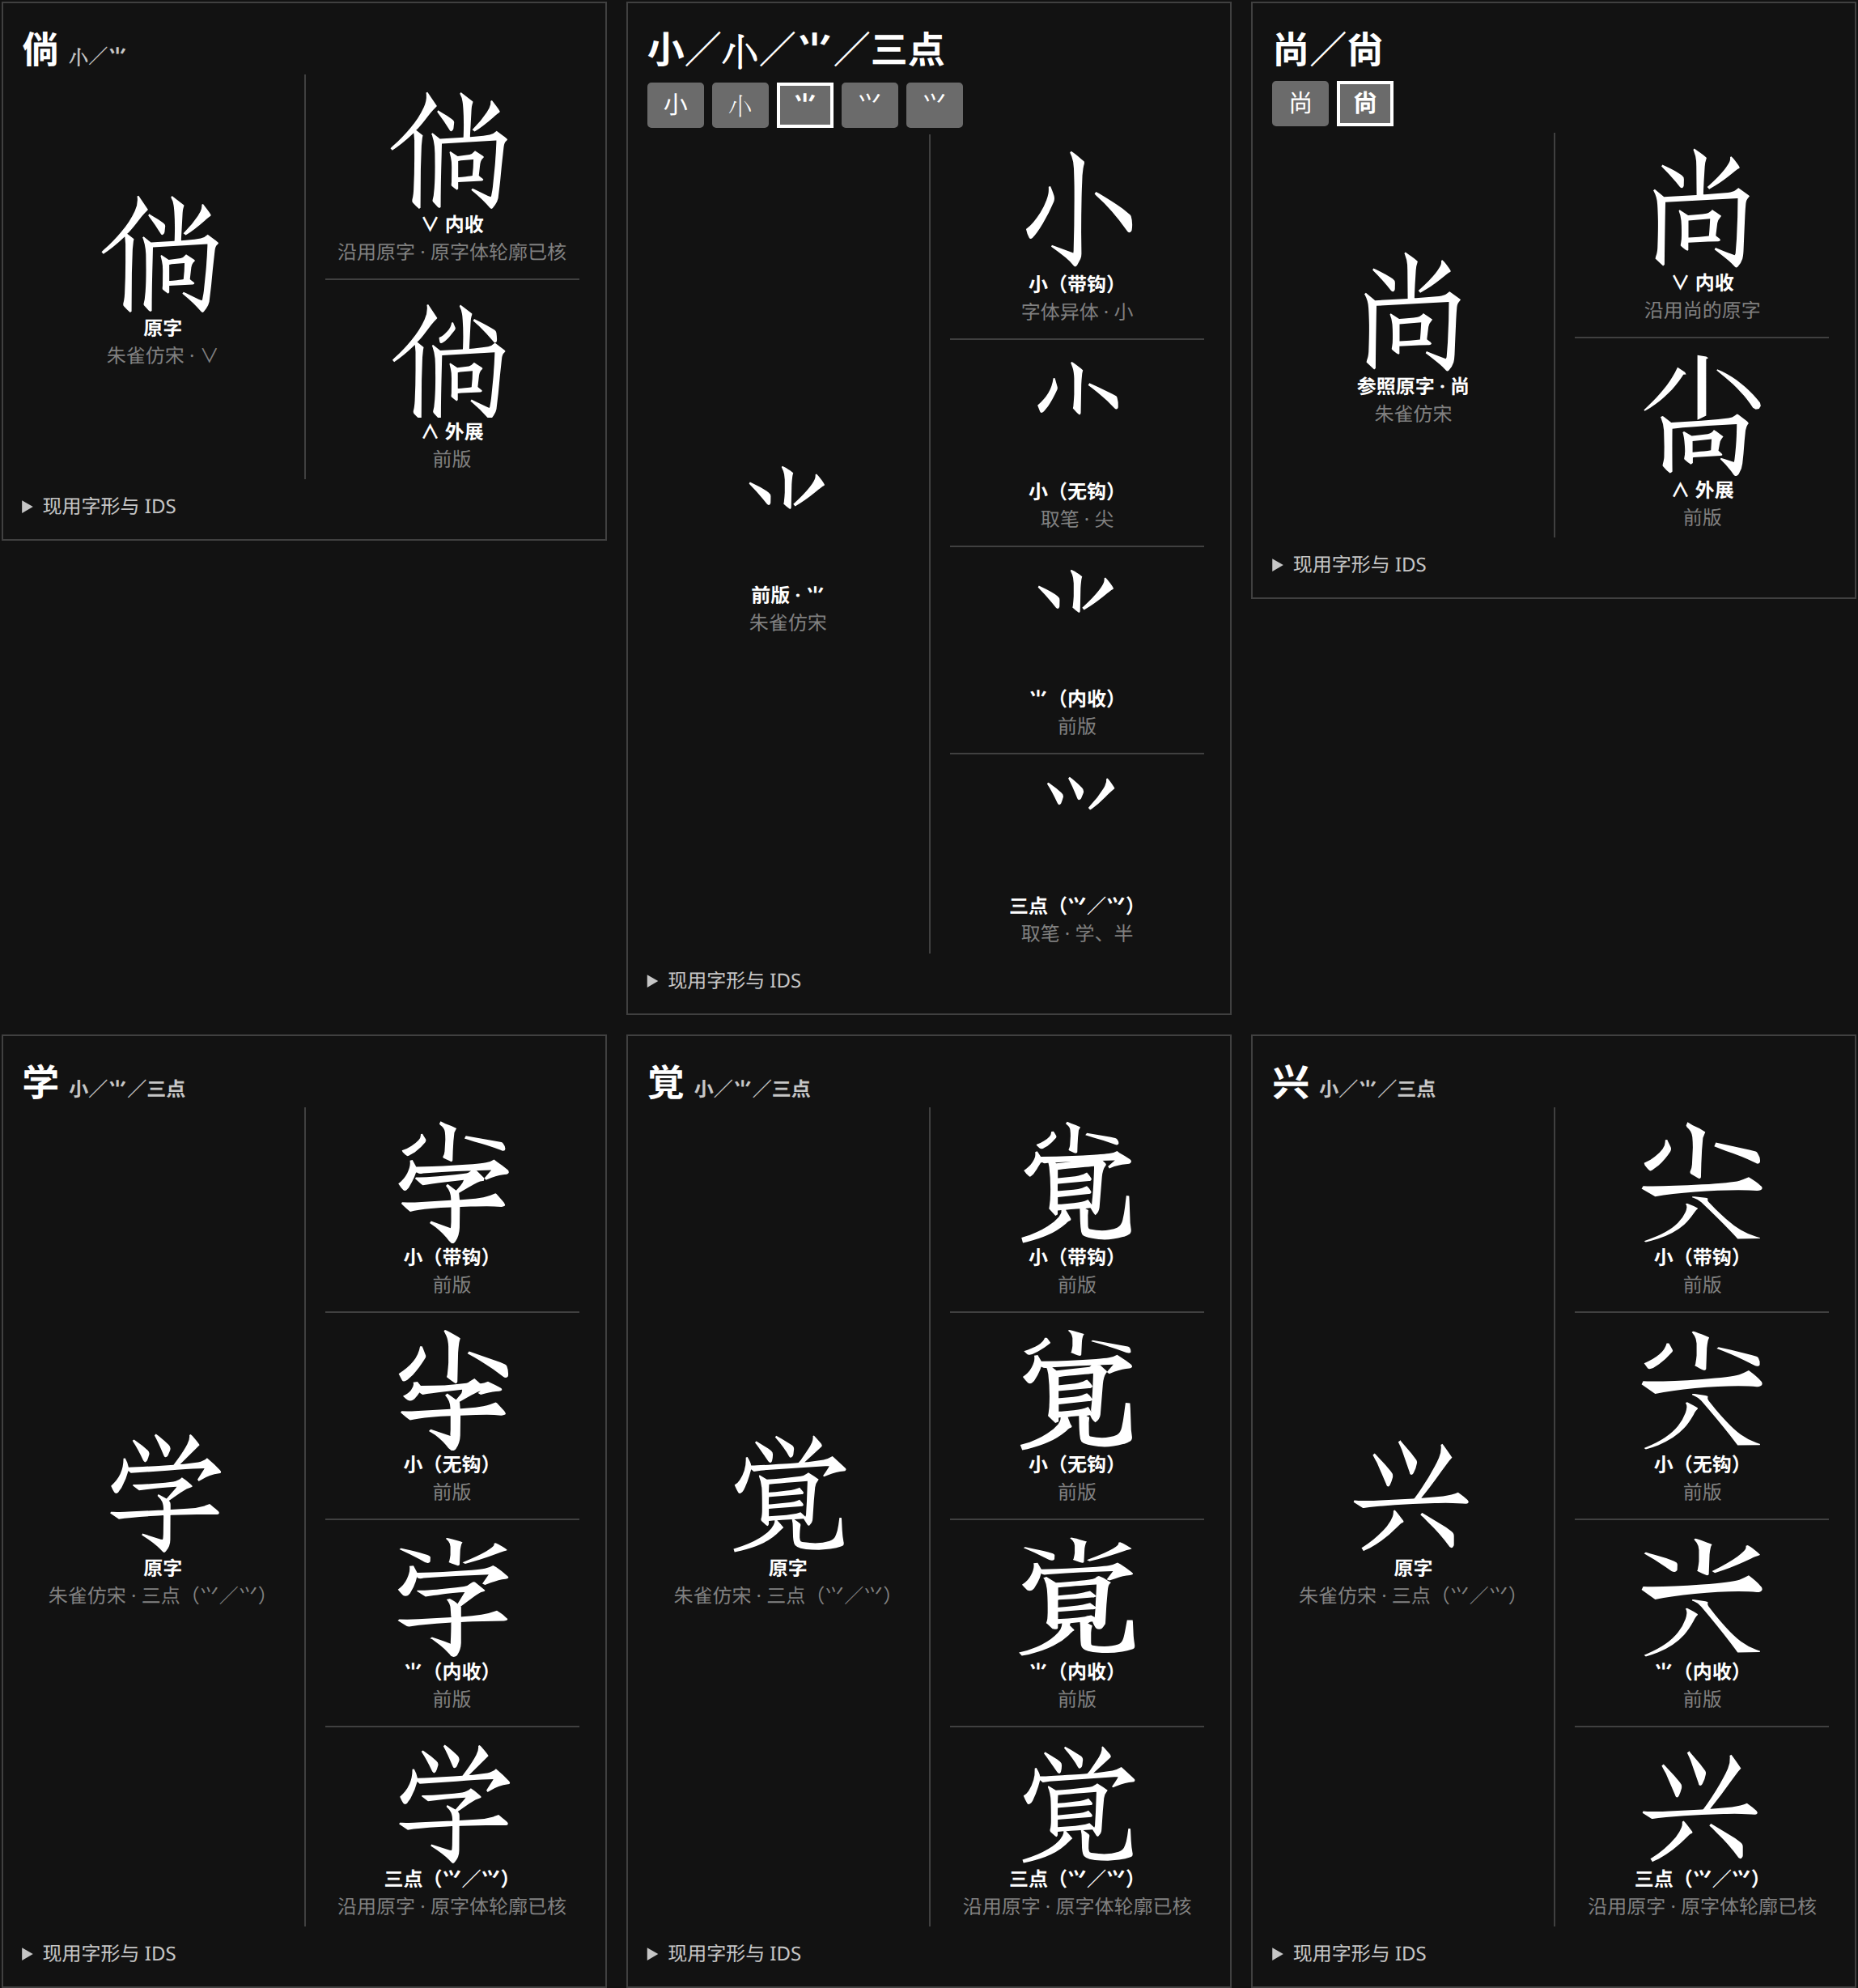 倘 小／⺌
倘
原字
朱雀仿宋 · ∨
倘
∨ 内收
沿用原字 · 原字体轮廓已核
倘
∧ 外展
前版
▶ 现用字形与 IDS
小／⺍／⺌／三点
小 ⺍ ⺌ ⺍ ⺍
⺌
前版 · ⺌
朱雀仿宋
小
小（带钩）
字体异体 · 小
小（无钩）
取笔 · 尖
⺌
⺌（内收）
前版
⺍
三点（⺍／⺍）
取笔 · 学、半
▶ 现用字形与 IDS
尚／尙
尚 尙
尚
参照原字 · 尚
朱雀仿宋
尚
∨ 内收
沿用尚的原字
尙
∧ 外展
前版
▶ 现用字形与 IDS
学 小／⺌／三点
学
原字
朱雀仿宋 · 三点（⺍／⺍）
小（带钩）
前版
小（无钩）
前版
⺌（内收）
前版
学
三点（⺍／⺍）
沿用原字 · 原字体轮廓已核
▶ 现用字形与 IDS
覚 小／⺌／三点
覚
原字
朱雀仿宋 · 三点（⺍／⺍）
小（带钩）
前版
小（无钩）
前版
⺌（内收）
前版
覚
三点（⺍／⺍）
沿用原字 · 原字体轮廓已核
▶ 现用字形与 IDS
兴 小／⺌／三点
兴
原字
朱雀仿宋 · 三点（⺍／⺍）
小（带钩）
前版
小（无钩）
前版
⺌（内收）
前版
兴
三点（⺍／⺍）
沿用原字 · 原字体轮廓已核
▶ 现用字形与 IDS